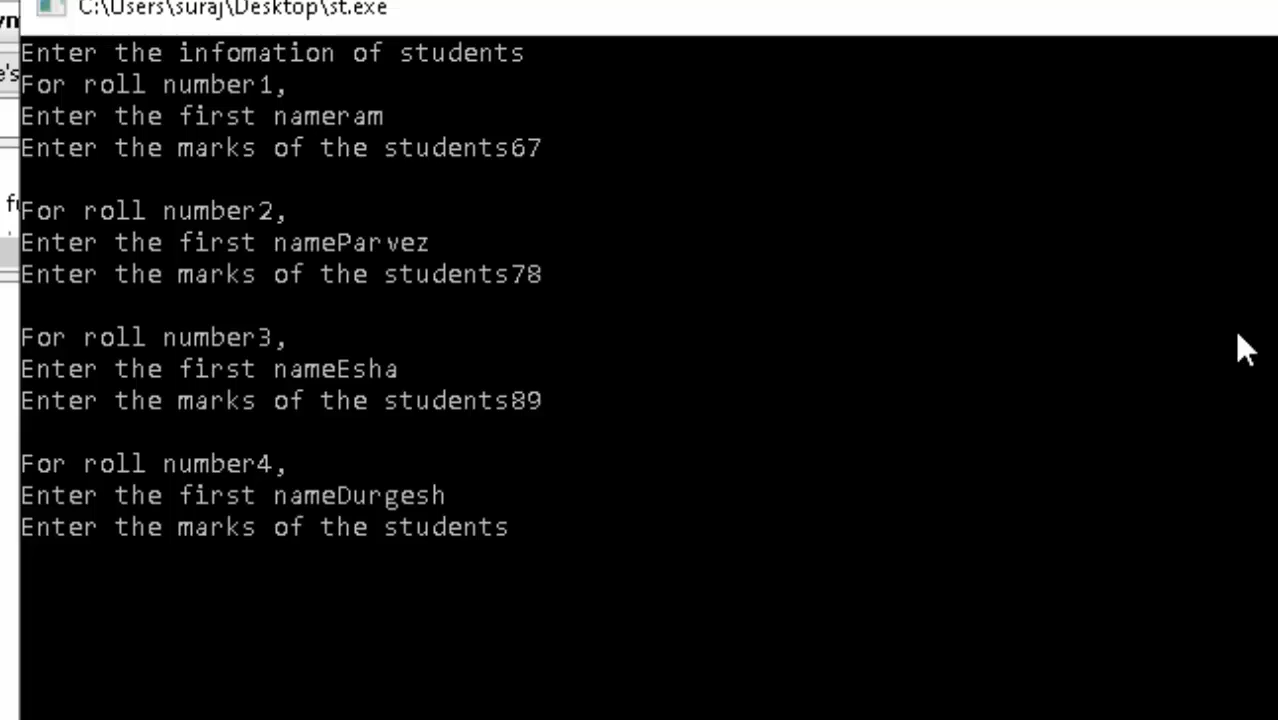 C:\Users\suraj\Desktop\st.exe
Enter the infomation of students
For roll number1,
Enter the first nameram
Enter the marks of the students67
For roll number2,
Enter the first nameParvez
Enter the marks of the students78
For roll number3,
Enter the first nameEsha
Enter the marks of the students89
For roll number4,
Enter the first nameDurgesh
Enter the marks of the students